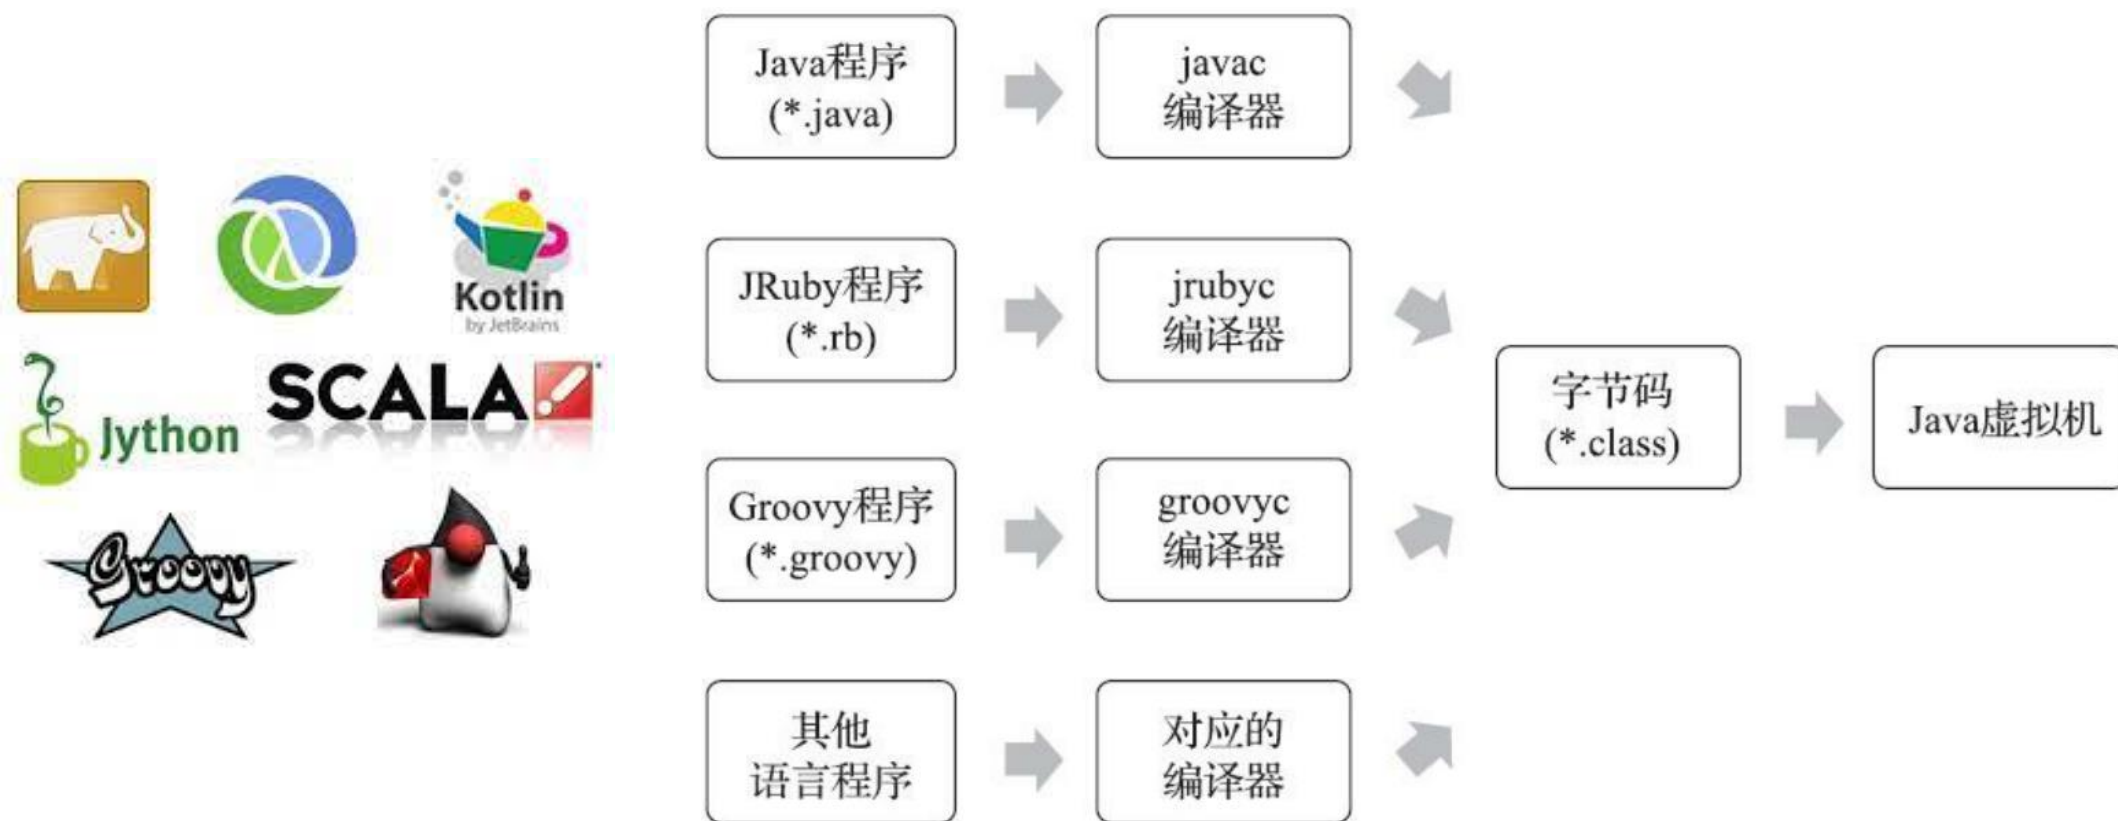 Kotlin
by JetBrains
Jython
SCALA
Groovy
Java程序
(*.java)
javac
编译器
JRuby程序
(*.rb)
jrubyc
编译器
Groovy程序
(*.groovy)
groovyc
编译器
其他
语言程序
对应的
编译器
字节码
(*.class)
Java虚拟机